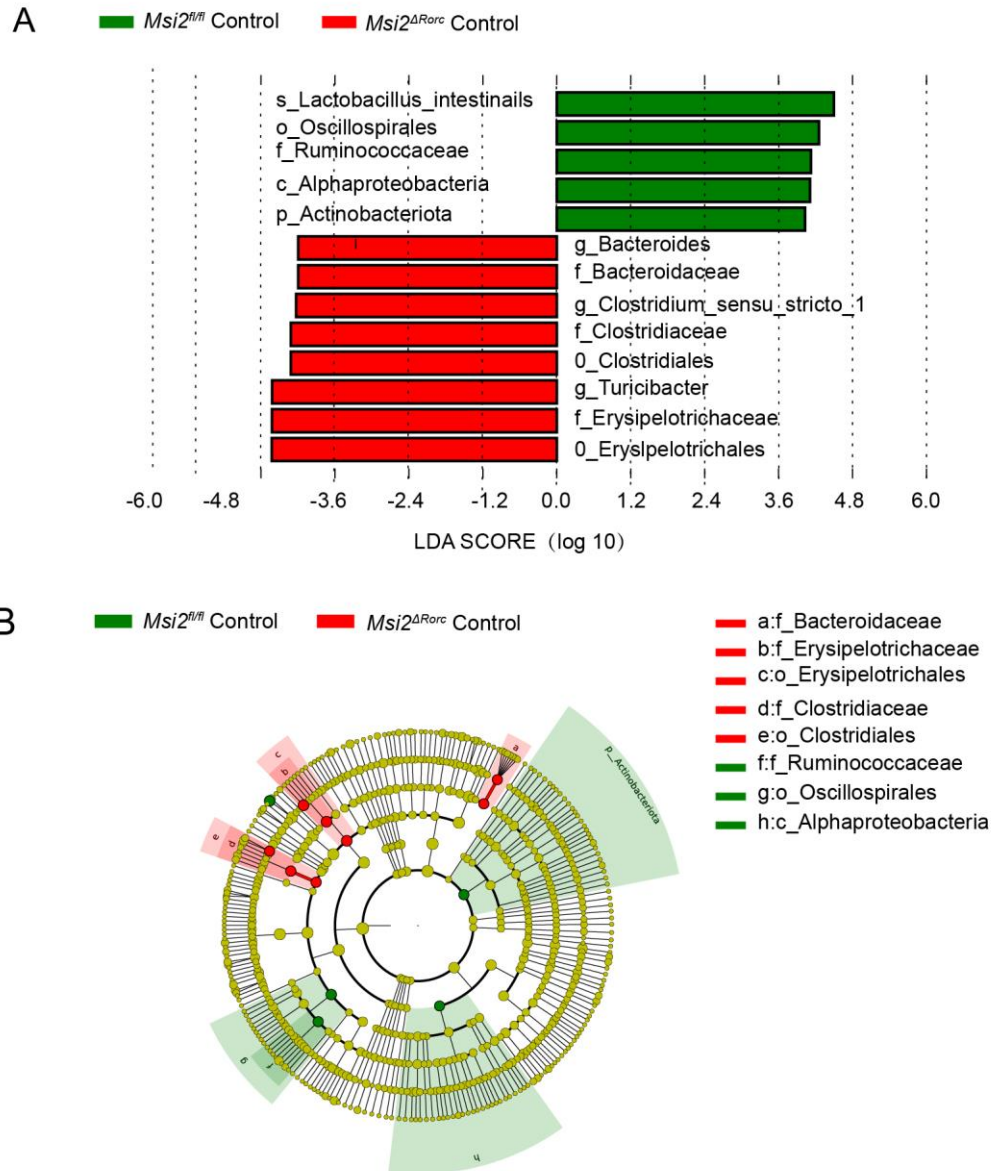 A
Msi2fl/fl Control Msi2ΔRorc Control
s_Lactobacillus_intestinails
o_Oscillospirales
f_Ruminococcaceae
c_Alphaproteobacteria
p_Actinobacteriota
g_Bacteroides
f_Bacteroidaceae
g_Clostridium_sensu_stricto_1
f_Clostridiaceae
0_Clostridiales
g_Turicibacter
f_Erysipelotrichaceae
0_Eryslpelotrichales
-6.0 -4.8 -3.6 -2.4 -1.2 0.0 1.2 2.4 3.6 4.8 6.0
LDA SCORE (log 10)
B
Msi2fl/fl Control Msi2ΔRorc Control
a:f_Bacteroidaceae
b:f_Erysipelotrichaceae
c:o_Erysipelotrichales
d:f_Clostridiaceae
e:o_Clostridiales
f:f_Ruminococcaceae
g:o_Oscillospirales
h:c_Alphaproteobacteria
a
p_Actinobacteriota
c
b
e
d
g
f
h